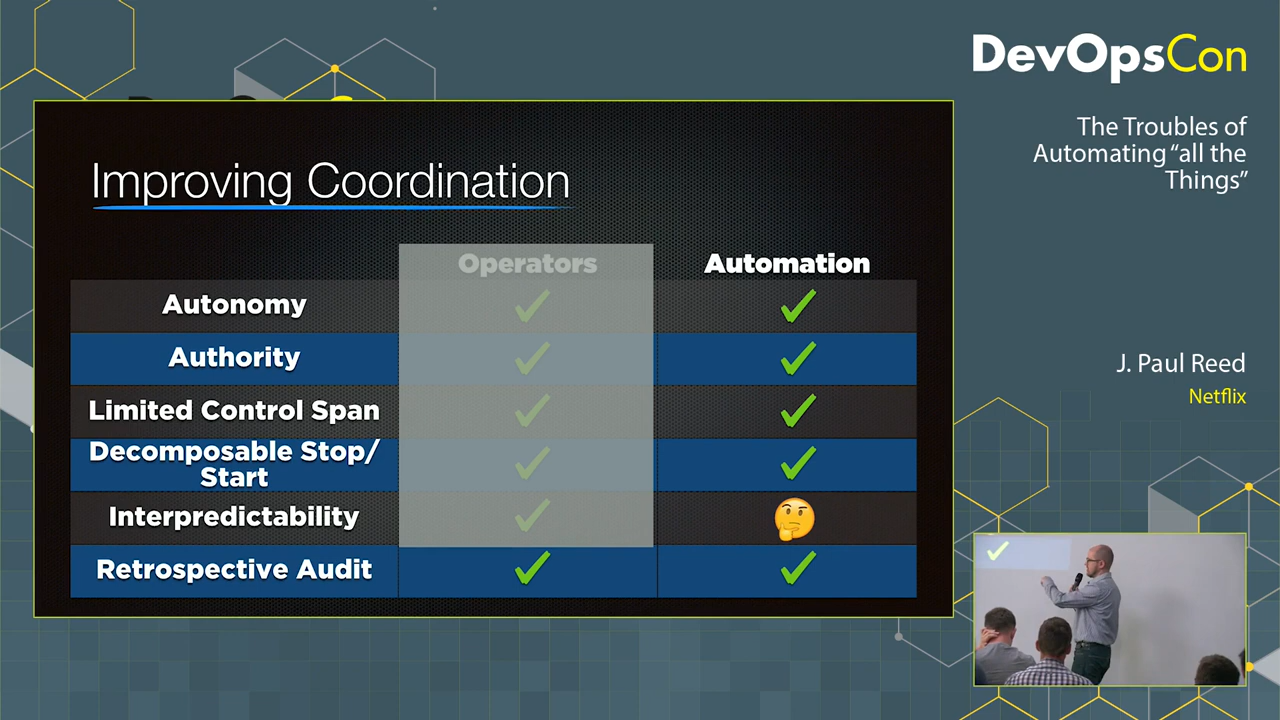 DevOpsCon
The Troubles of
Automating “all the
Things”
J. Paul Reed
Netflix
Improving Coordination
Operators Automation
Autonomy
Authority
Limited Control Span
Decomposable Stop/
Start
Interpredictability
Retrospective Audit